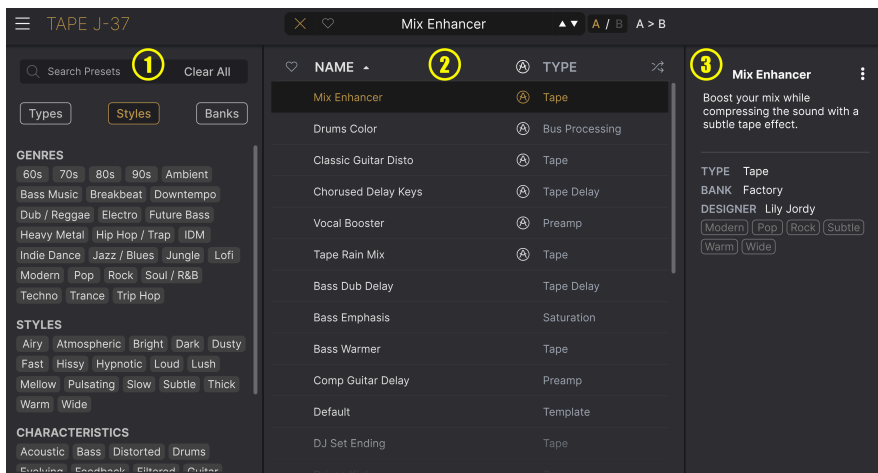 TAPE J-37
Mix Enhancer
A / B A > B
1
Search Presets
Clear All
Types
Styles
Banks
GENRES
60s 70s 80s 90s Ambient
Bass Music Breakbeat Downtempo
Dub / Reggae Electro Future Bass
Heavy Metal Hip Hop / Trap IDM
Indie Dance Jazz / Blues Jungle Lofi
Modern Pop Rock Soul / R&B
Techno Trance Trip Hop
STYLES
Airy Atmospheric Bright Dark Dusty
Fast Hissy Hypnotic Loud Lush
Mellow Pulsating Slow Subtle Thick
Warm Wide
CHARACTERISTICS
Acoustic Bass Distorted Drums
Evolving Feedback Filtered Guitar
2
NAME TYPE
Mix Enhancer Tape
Drums Color Bus Processing
Classic Guitar Disto Tape
Chorused Delay Keys Tape Delay
Vocal Booster Preamp
Tape Rain Mix Tape
Bass Dub Delay Tape Delay
Bass Emphasis Saturation
Bass Warmer Tape
Comp Guitar Delay Preamp
Default Template
DJ Set Ending Tape
3
Mix Enhancer
Boost your mix while
compressing the sound with a
subtle tape effect.
TYPE Tape
BANK Factory
DESIGNER Lily Jordy
Modern Pop Rock Subtle
Warm Wide